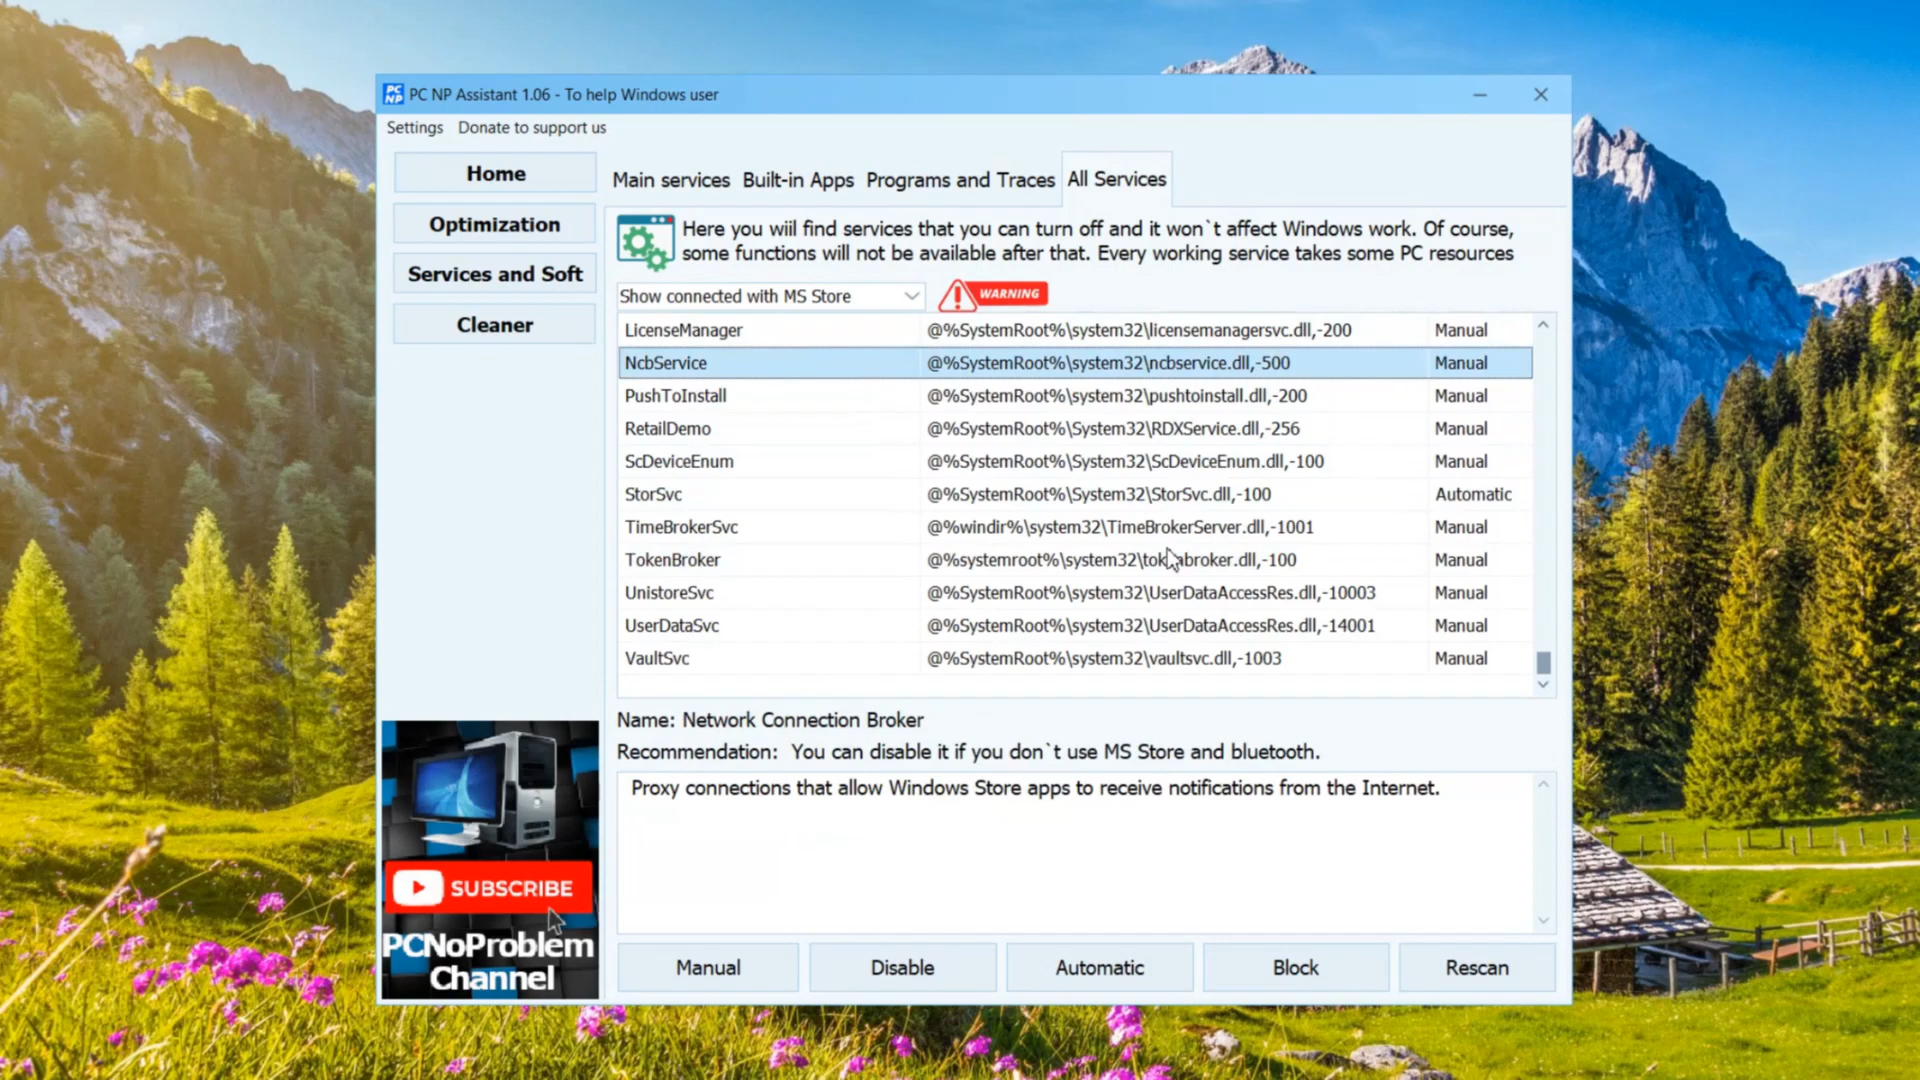 PC NP Assistant 1.06 - To help Windows user
Settings Donate to support us
Home
Optimization
Services and Soft
Cleaner
Main services Built-in Apps Programs and Traces All Services
Here you wiil find services that you can turn off and it won`t affect Windows work. Of course,
some functions will not be available after that. Every working service takes some PC resources
Show connected with MS Store
WARNING
LicenseManager @%SystemRoot%\system32\licensemanagersvc.dll,-200 Manual
NcbService @%SystemRoot%\system32\ncbservice.dll,-500 Manual
PushToInstall @%SystemRoot%\system32\pushtoinstall.dll,-200 Manual
RetailDemo @%SystemRoot%\System32\RDXService.dll,-256 Manual
ScDeviceEnum @%SystemRoot%\System32\ScDeviceEnum.dll,-100 Manual
StorSvc @%SystemRoot%\System32\StorSvc.dll,-100 Automatic
TimeBrokerSvc @%windir%\system32\TimeBrokerServer.dll,-1001 Manual
TokenBroker @%systemroot%\system32\tokenbroker.dll,-100 Manual
UnistoreSvc @%SystemRoot%\system32\UserDataAccessRes.dll,-10003 Manual
UserDataSvc @%SystemRoot%\system32\UserDataAccessRes.dll,-14001 Manual
VaultSvc @%SystemRoot%\system32\vaultsvc.dll,-1003 Manual
Name: Network Connection Broker
Recommendation: You can disable it if you don`t use MS Store and bluetooth.
Proxy connections that allow Windows Store apps to receive notifications from the Internet.
SUBSCRIBE
PCNoProblem
Channel
Manual Disable Automatic Block Rescan